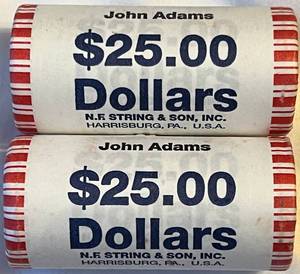 John Adams
$25.00
Dollars
N.F. STRING & SON, INC.
HARRISBURG, PA., U.S.A.
John Adams
$25.00
Dollars
N.F. STRING & SON, INC.
HARRISBURG, PA., U.S.A.